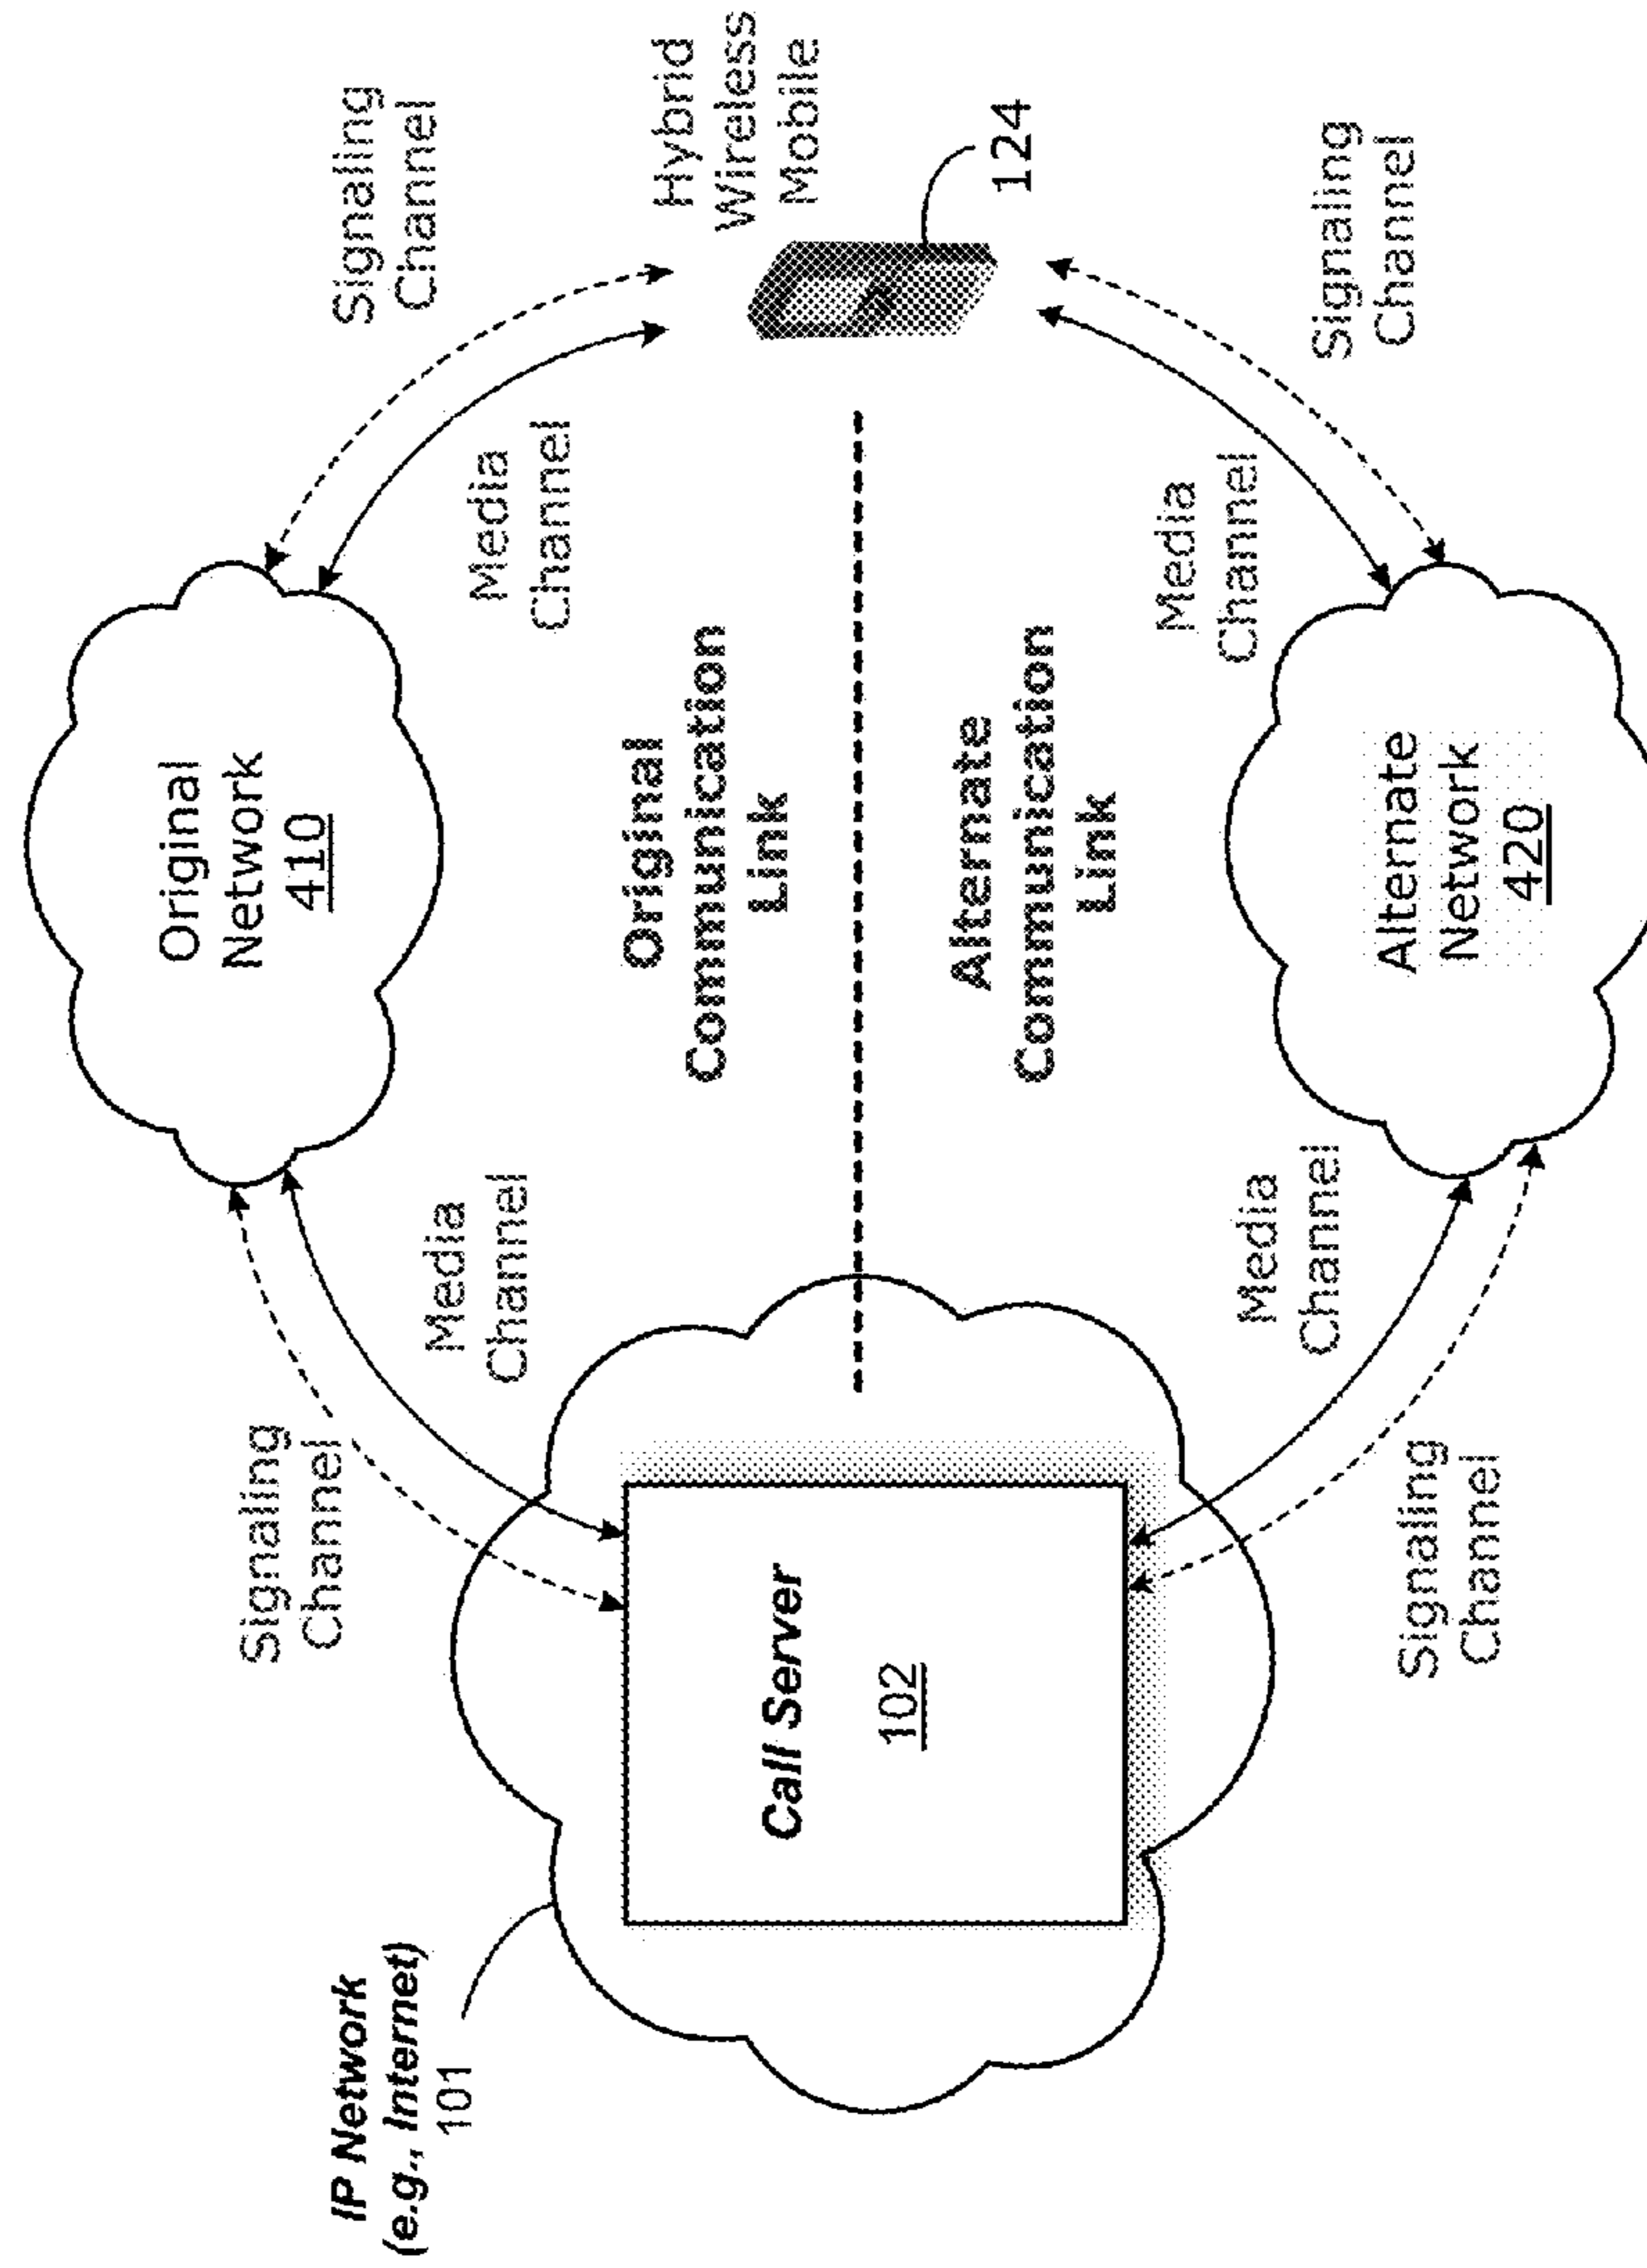 IP Network
(e.g., Internet)
101
Signaling
Channel
Media
Channel
Original
Network
410
Signaling
Channel
Media
Channel
Hybrid
Wireless
Mobile
124
Original
Communication
Link
Call Server
102
Alternate
Communication
Link
Media
Channel
Signaling
Channel
Alternate
Network
420
Media
Channel
Signaling
Channel